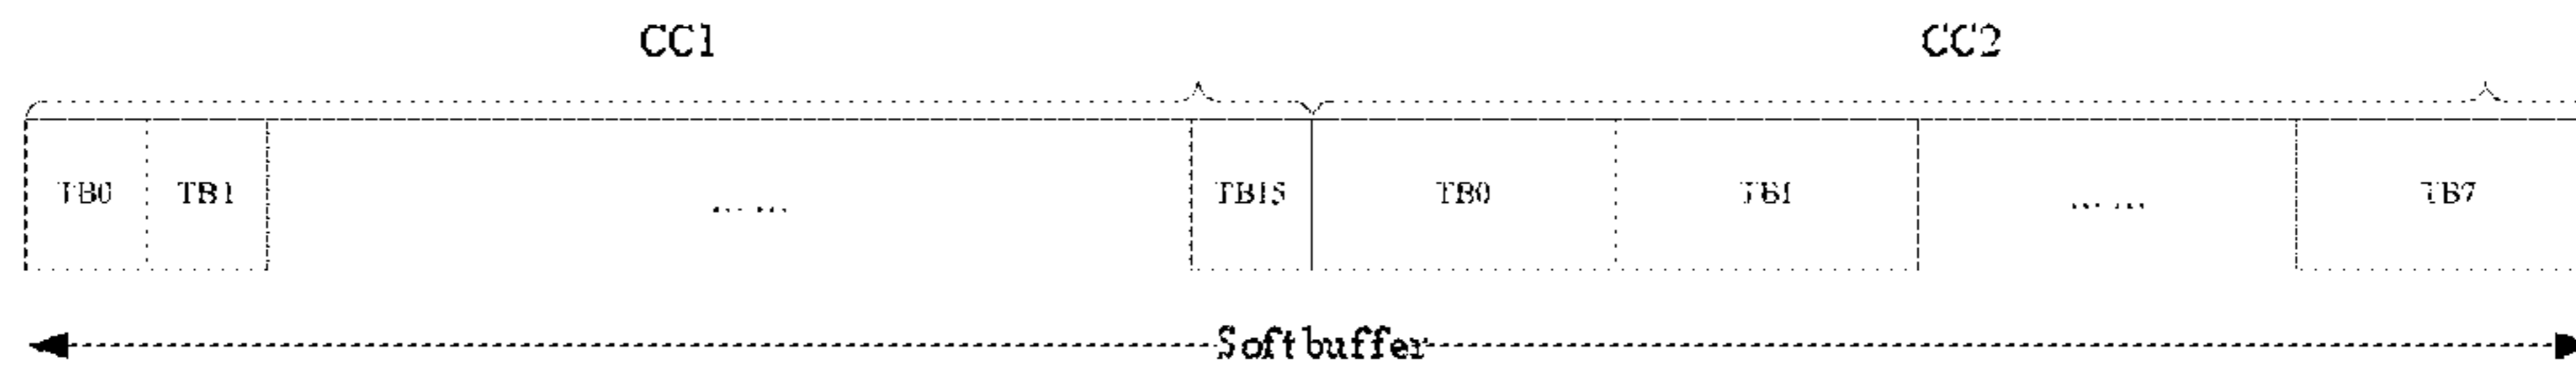 CC1 CC2
TB0 TB1 ... ... TB15 TB0 TB1 ... ... TB7
Soft buffer